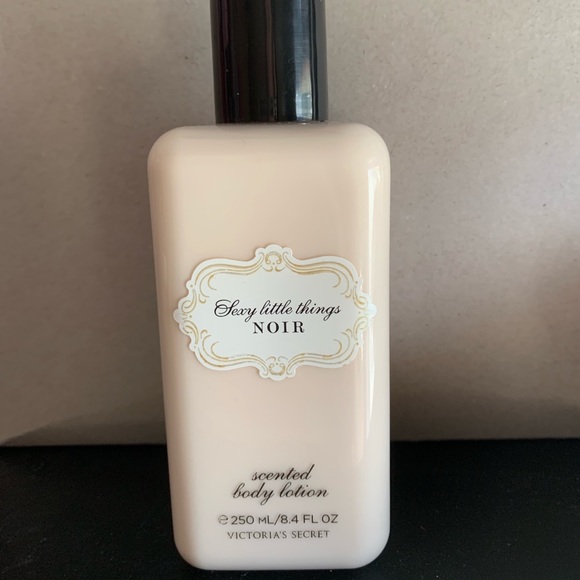 Sexy little things
NOIR
scented
body lotion
℮ 250 ML/8.4 FL OZ
VICTORIA'S SECRET